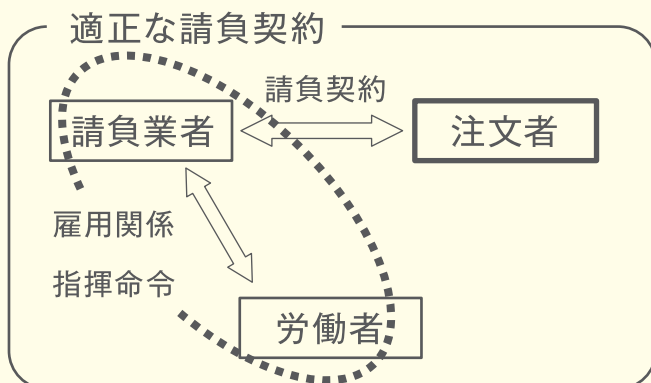 適正な請負契約
請負契約
請負業者
注文者
雇用関係
指揮命令
労働者